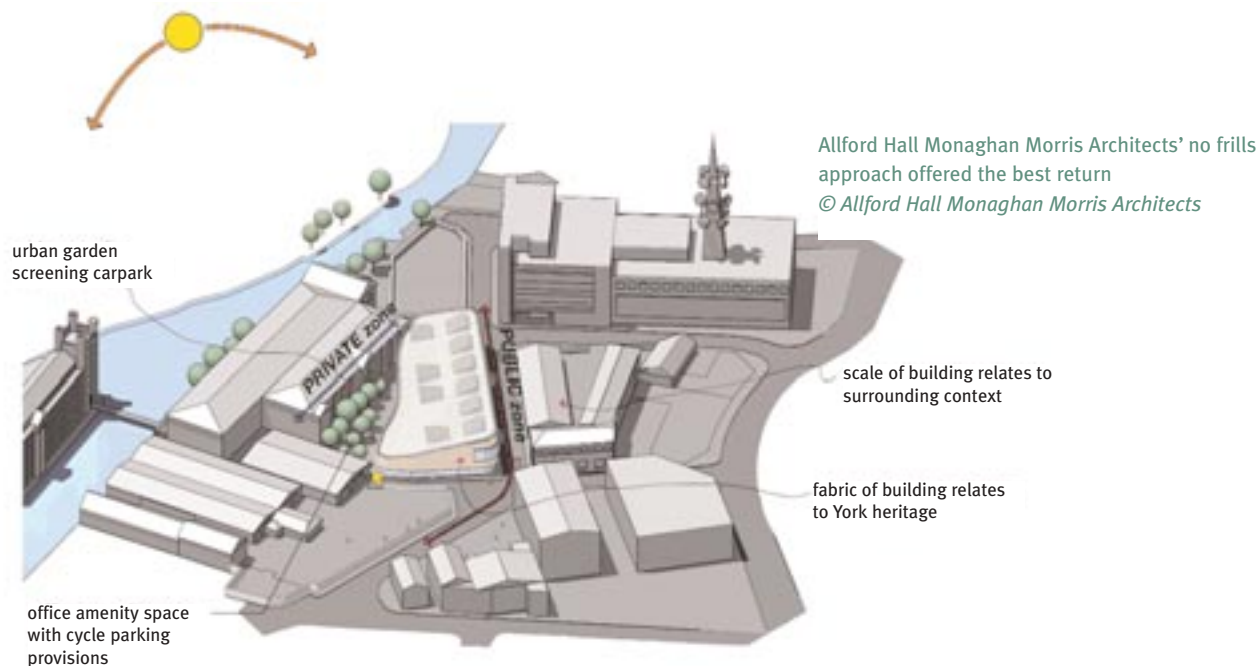 Allford Hall Monaghan Morris Architects’ no frills
approach offered the best return
© Allford Hall Monaghan Morris Architects
urban garden
screening carpark
PRIVATE zone
PUBLIC zone
scale of building relates to
surrounding context
fabric of building relates
to York heritage
office amenity space
with cycle parking
provisions